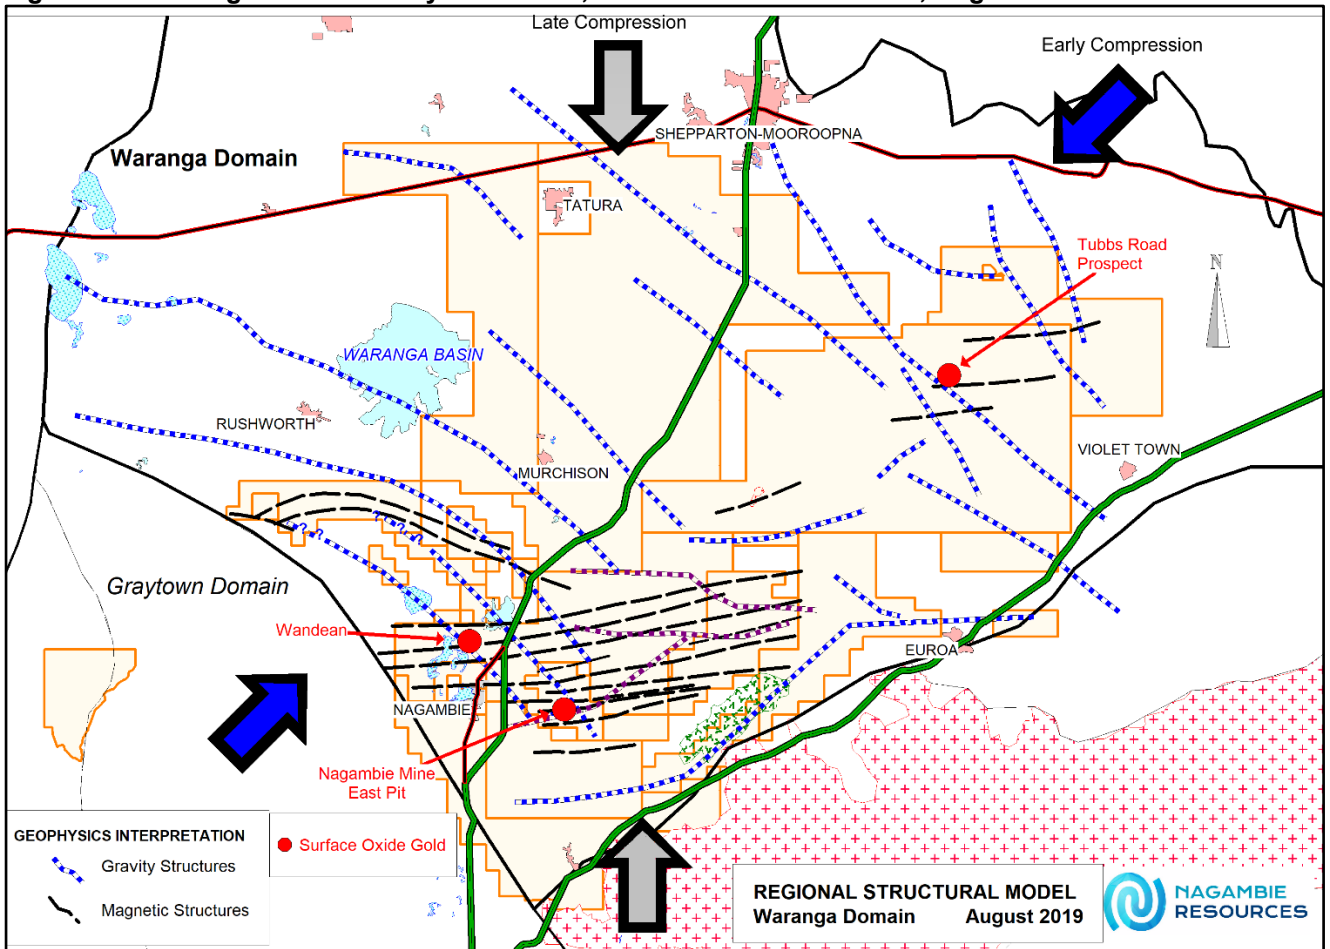 Late Compression
Early Compression
SHEPPARTON-MOOROOPNA
Waranga Domain
TATURA
Tubbs Road
Prospect
N
WARANGA BASIN
RUSHWORTH
MURCHISON
VIOLET TOWN
Graytown Domain
Wandean
EUROA
NAGAMBIE
Nagambie Mine
East Pit
GEOPHYSICS INTERPRETATION
Gravity Structures
Magnetic Structures
Surface Oxide Gold
REGIONAL STRUCTURAL MODEL
Waranga Domain August 2019
NAGAMBIE
RESOURCES